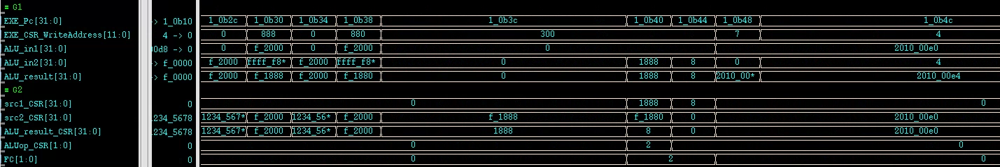 = G1
EXE_Pc[31:0] -> 1_0b10 1_0b2c 1_0b30 1_0b34 1_0b38 1_0b3c 1_0b40 1_0b44 1_0b48 1_0b4c
EXE_CSR_WriteAddress[11:0] 4 -> 0 0 888 0 880 300 7 4
ALU_in1[31:0] 00d8 -> 0 0 f_2000 0 f_2000 0 2010_00e0
ALU_in2[31:0] -> f_0000 f_2000 ffff_f8* f_2000 ffff_f8* 0 1888 8 0 4
ALU_result[31:0] -> f_0000 f_2000 f_1888 f_2000 f_1880 0 1888 8 2010_00* 2010_00e4
= G2
src1_CSR[31:0] 0 0 1888 8 0
src2_CSR[31:0] 1234_5678 1234_567* f_2000 1234_56* f_2000 f_1888 f_1880 0 2010_00e0
ALU_result_CSR[31:0] 1234_5678 1234_567* f_2000 1234_56* f_2000 1888 8 0 2010_00e0
ALUop_CSR[1:0] 0 0 2 0
FC[1:0] 0 0 2 0